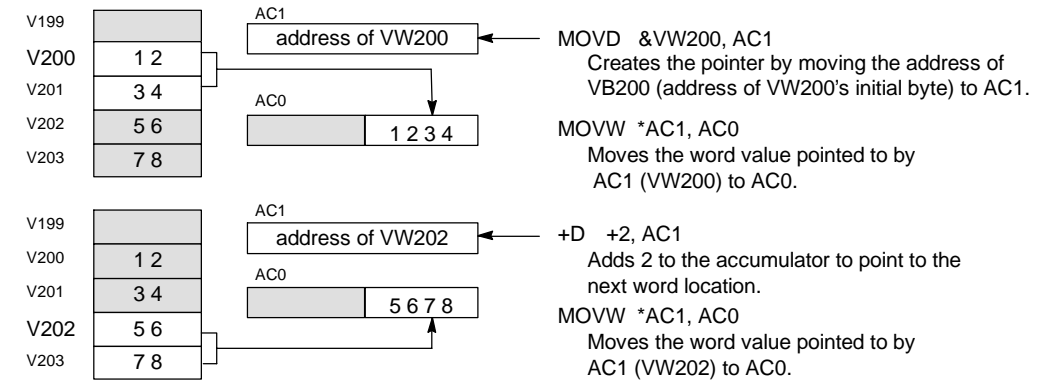 V199
V200 1 2
V201 3 4
V202 5 6
V203 7 8
AC1
address of VW200
AC0
1 2 3 4
MOVD &VW200, AC1
Creates the pointer by moving the address of
VB200 (address of VW200's initial byte) to AC1.
MOVW *AC1, AC0
Moves the word value pointed to by
AC1 (VW200) to AC0.
V199
V200 1 2
V201 3 4
V202 5 6
V203 7 8
AC1
address of VW202
AC0
5 6 7 8
+D +2, AC1
Adds 2 to the accumulator to point to the
next word location.
MOVW *AC1, AC0
Moves the word value pointed to by
AC1 (VW202) to AC0.